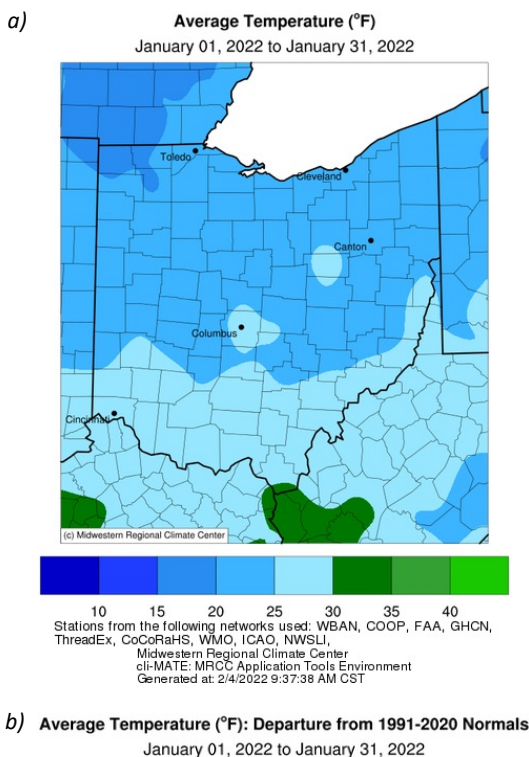 a)
Average Temperature (°F)
January 01, 2022 to January 31, 2022
Toledo
Cleveland
Canton
Columbus
Cincinnati
(c) Midwestern Regional Climate Center
10 15 20 25 30 35 40
Stations from the following networks used: WBAN, COOP, FAA, GHCN,
ThreadEx, CoCoRaHS, WMO, ICAO, NWSLI,
Midwestern Regional Climate Center
cli-MATE: MRCC Application Tools Environment
Generated at: 2/4/2022 9:37:38 AM CST
b) Average Temperature (°F): Departure from 1991-2020 Normals
January 01, 2022 to January 31, 2022